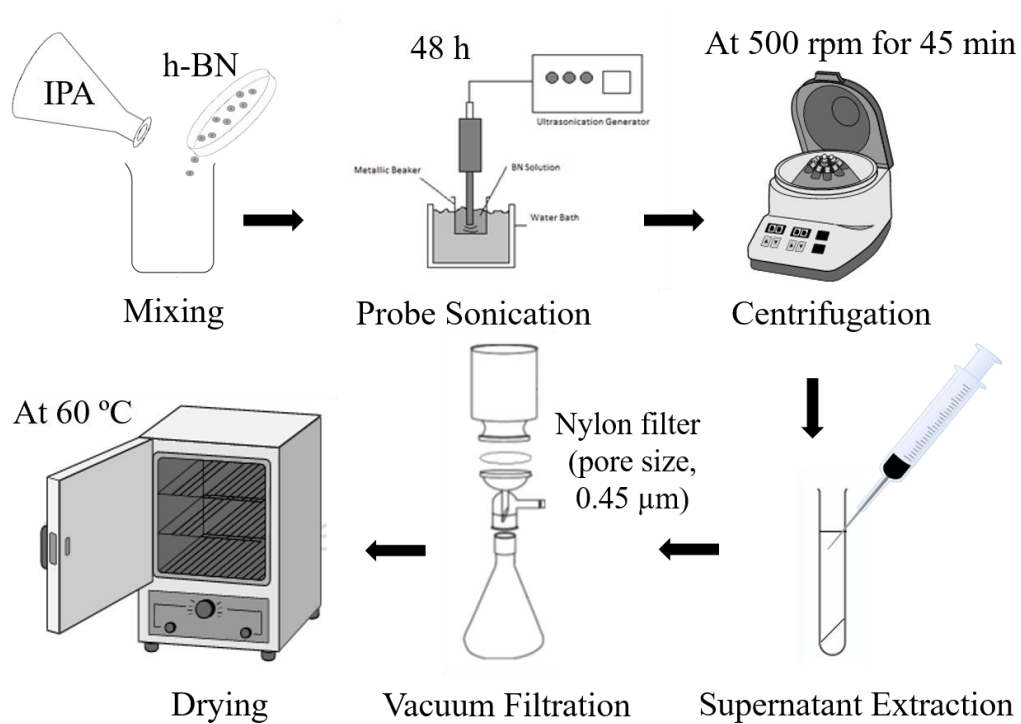 IPA
h-BN
Mixing
48 h
Ultrasonication Generator
Metallic Beaker
BN Solution
Water Bath
Probe Sonication
At 500 rpm for 45 min
Centrifugation
Supernatant Extraction
Nylon filter
(pore size,
0.45 µm)
Vacuum Filtration
At 60 ºC
Drying